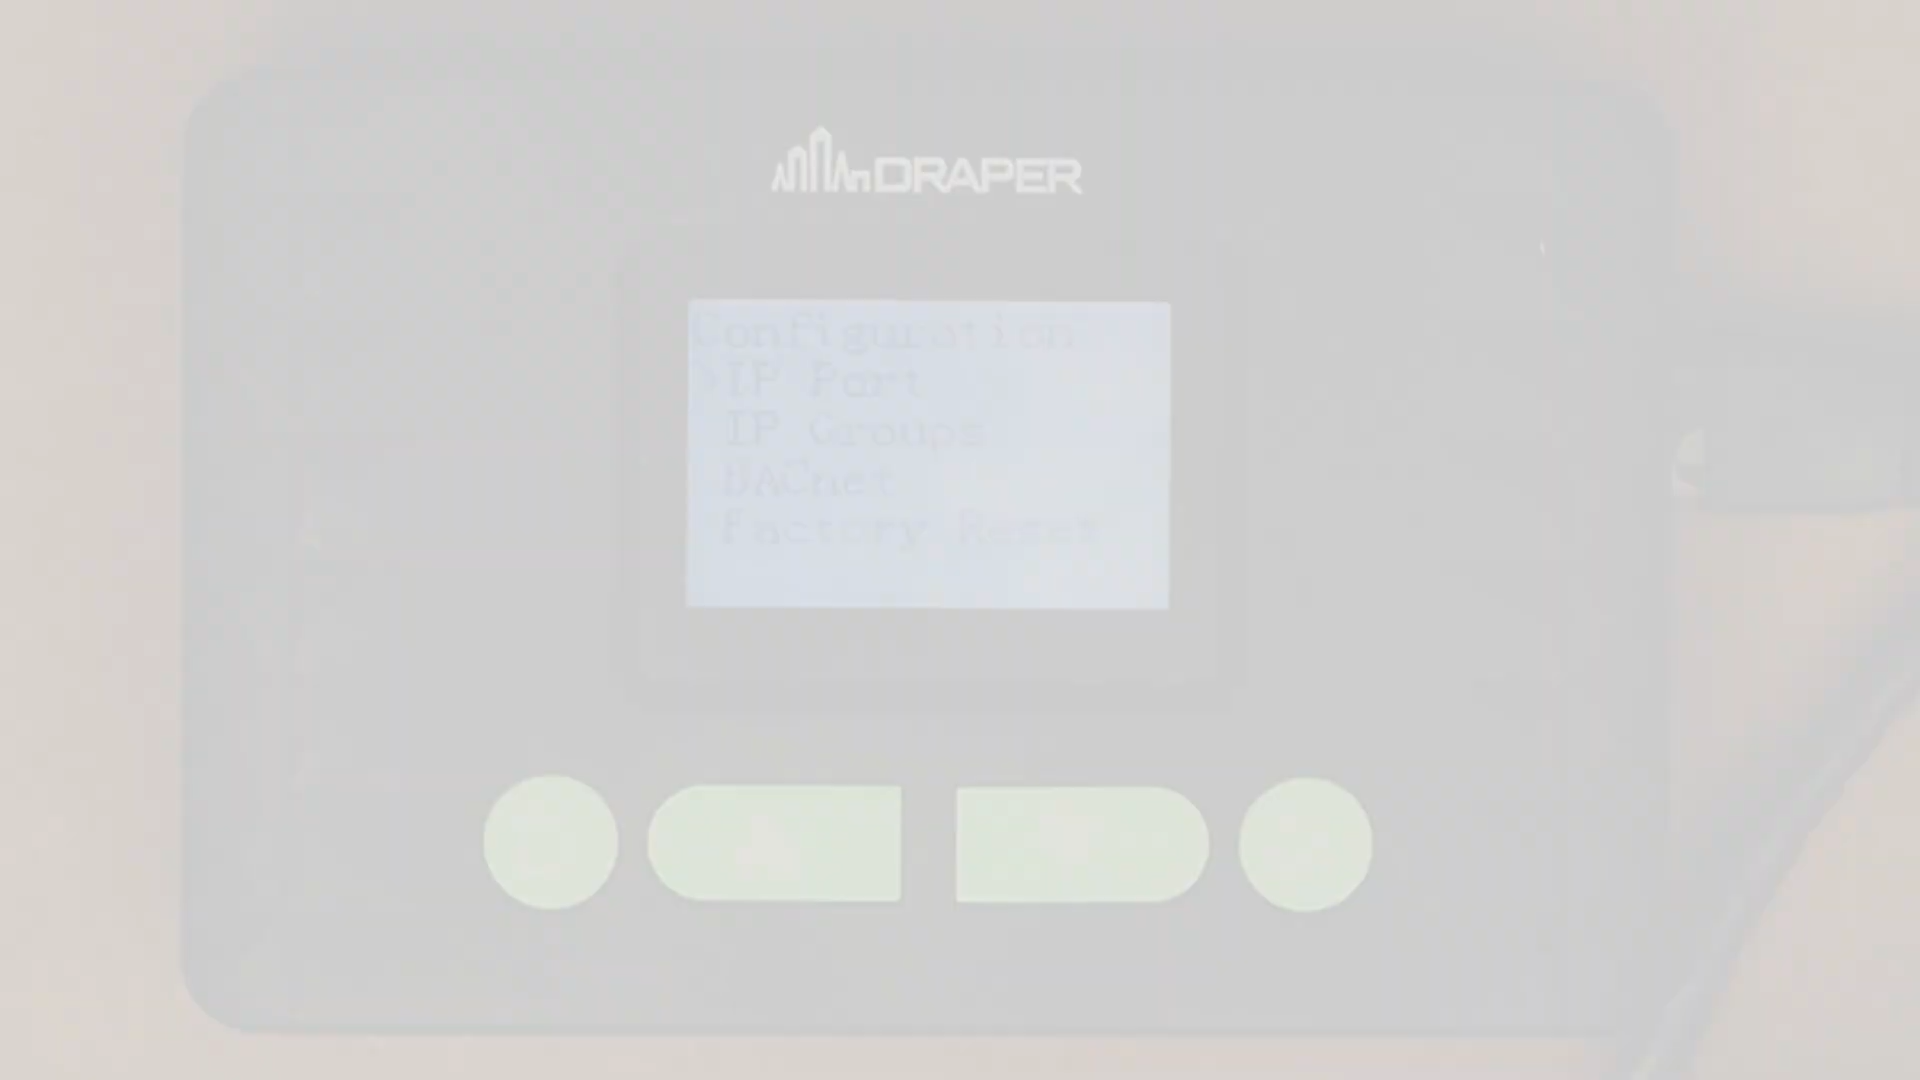 DRAPER
Configuration
>IP Port
IP Groups
BACnet
Factory Reset